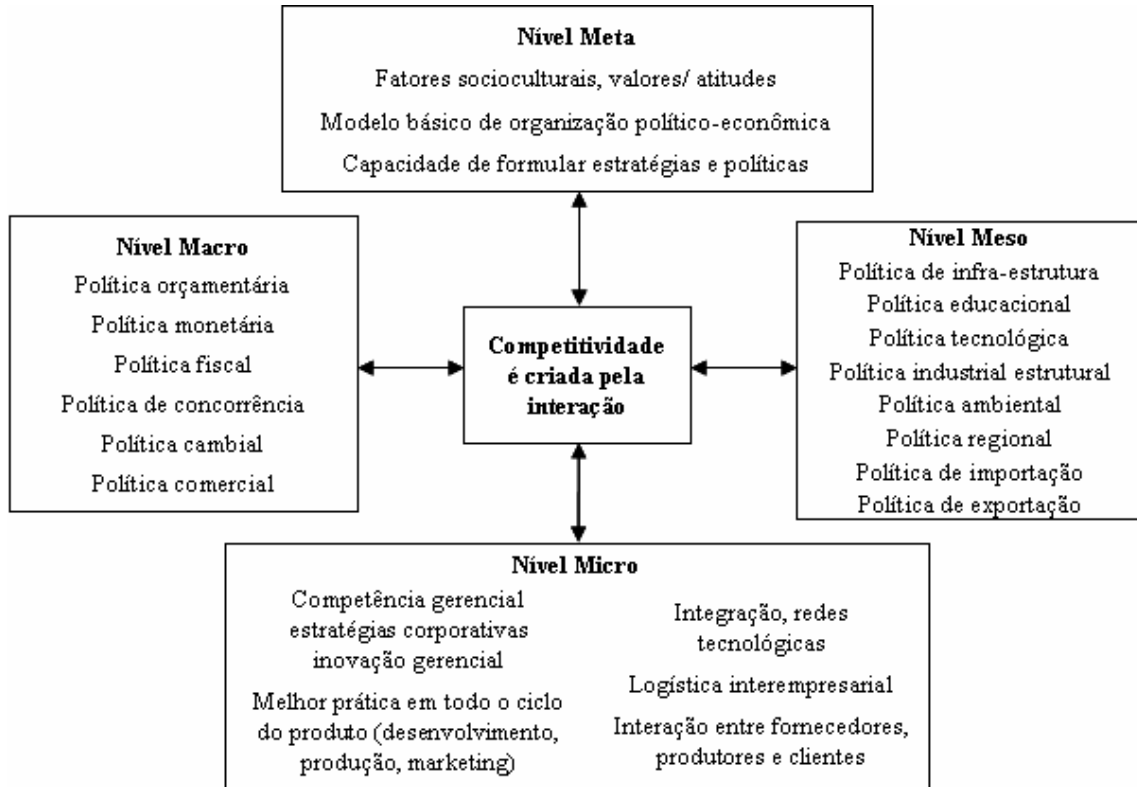 Nível Meta
Fatores socioculturais, valores/ atitudes
Modelo básico de organização político-econômica
Capacidade de formular estratégias e políticas
Nível Macro
Política orçamentária
Política monetária
Política fiscal
Política de concorrência
Política cambial
Política comercial
Competitividade
é criada pela
interação
Nível Meso
Política de infra-estrutura
Política educacional
Política tecnológica
Política industrial estrutural
Política ambiental
Política regional
Política de importação
Política de exportação
Nível Micro
Competência gerencial
estratégias corporativas
inovação gerencial
Melhor prática em todo o ciclo
do produto (desenvolvimento,
produção, marketing)
Integração, redes
tecnológicas
Logística interempresarial
Interação entre fornecedores,
produtores e clientes